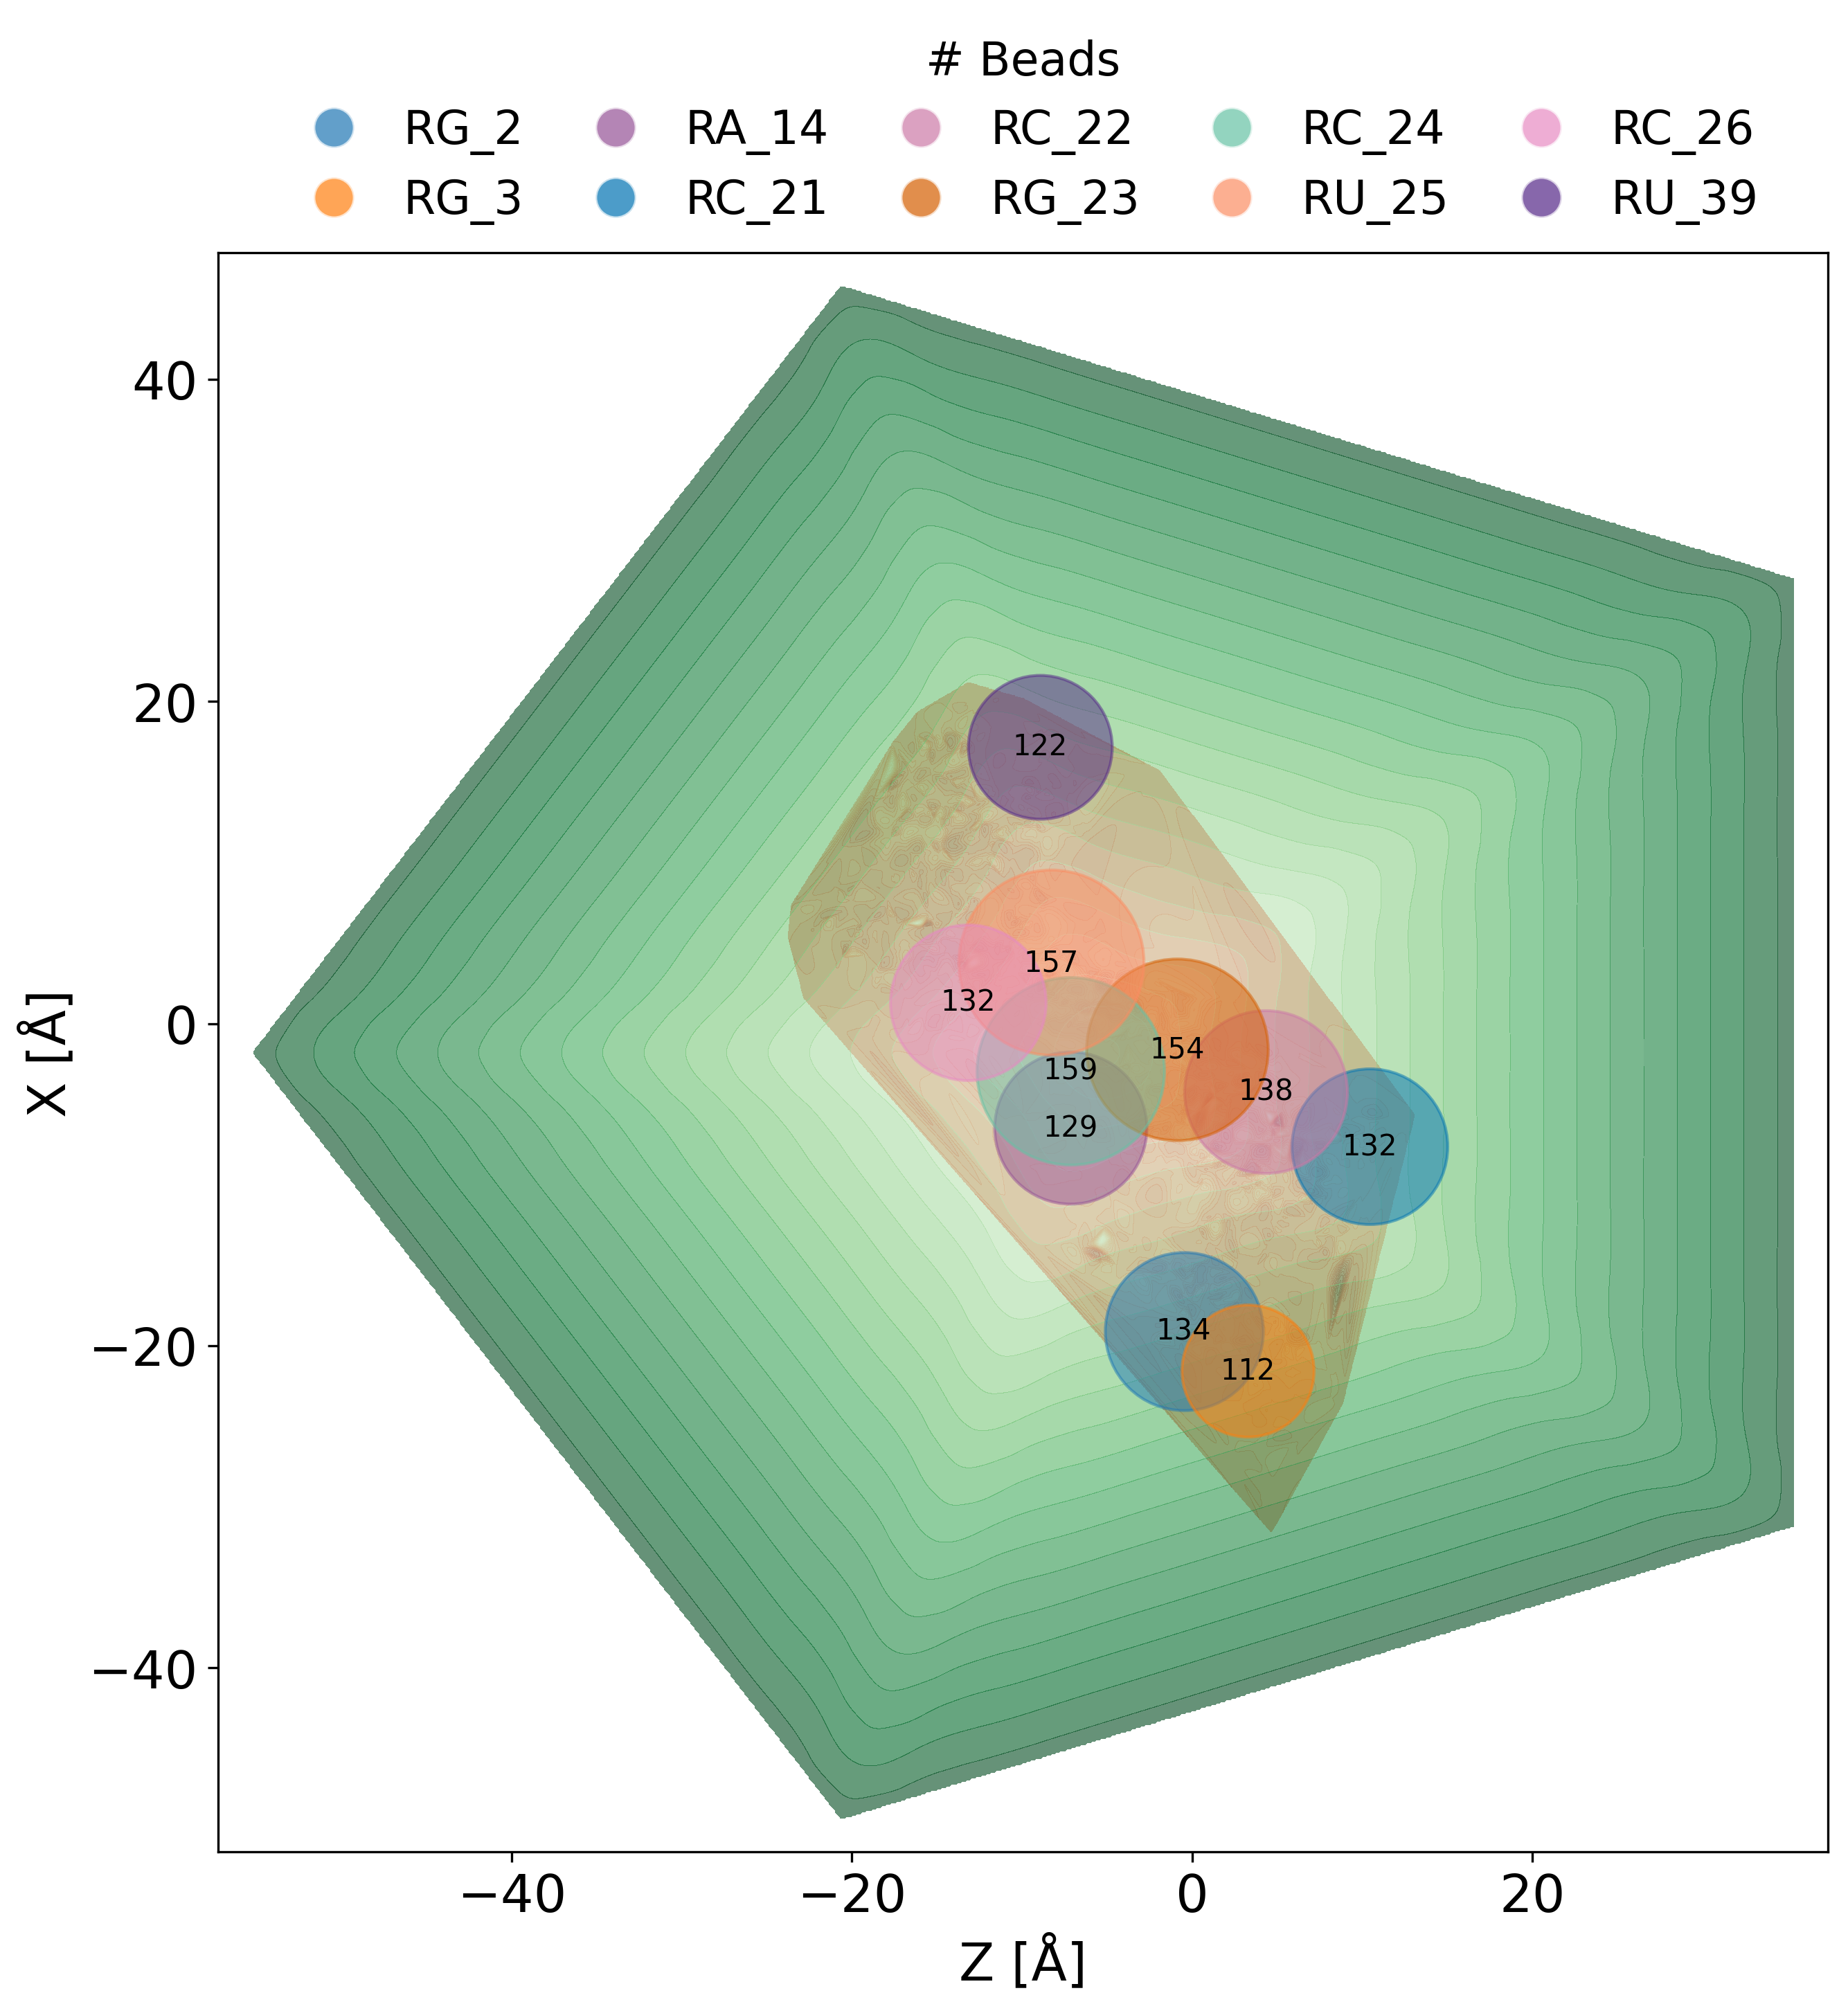 # Beads
RG_2 RA_14 RC_22 RC_24 RC_26
RG_3 RC_21 RG_23 RU_25 RU_39
40
20
0
−20
−40
X [Å]
122
157
132
154
159
138
129
132
134
112
−40 −20 0 20
Z [Å]